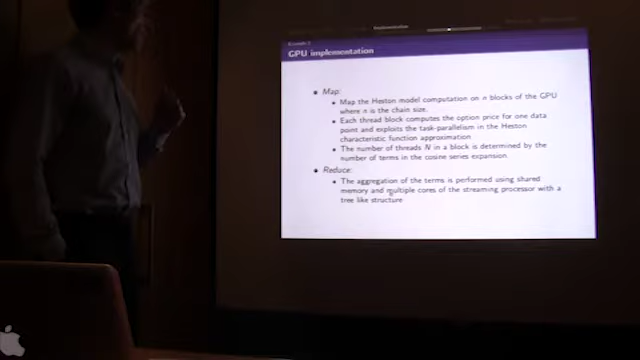 Implementation
Example 2
GPU implementation
Map:
Map the Heston model computation on n blocks of the GPU
where n is the chain size.
Each thread block computes the option price for one data
point and exploits the task-parallelism in the Heston
characteristic function approximation
The number of threads N in a block is determined by the
number of terms in the cosine series expansion.
Reduce:
The aggregation of the terms is performed using shared
memory and multiple cores of the streaming processor with a
tree like structure